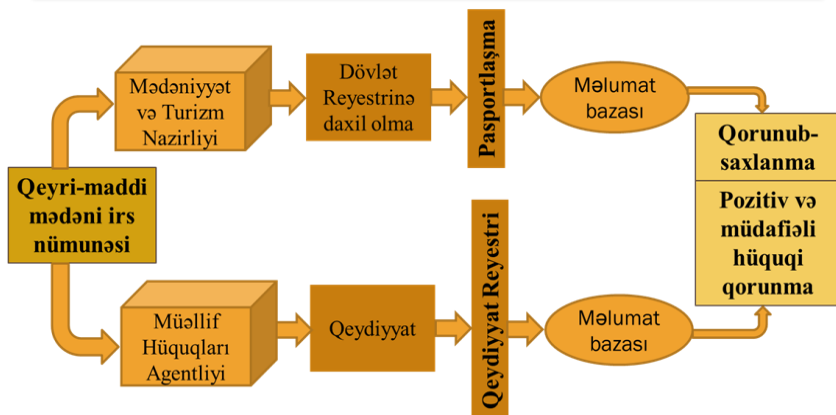 Qeyri-maddi
mədəni irs
nümunəsi
Mədəniyyət
və Turizm
Nazirliyi
Dövlət
Reyestrinə
daxil olma
Pasportlaşma
Məlumat
bazası
Qorunub-
saxlanma
Pozitiv və
müdafiəli
hüquqi
qorunma
Müəllif
Hüquqları
Agentliyi
Qeydiyyat
Qeydiyyat Reyestri
Məlumat
bazası